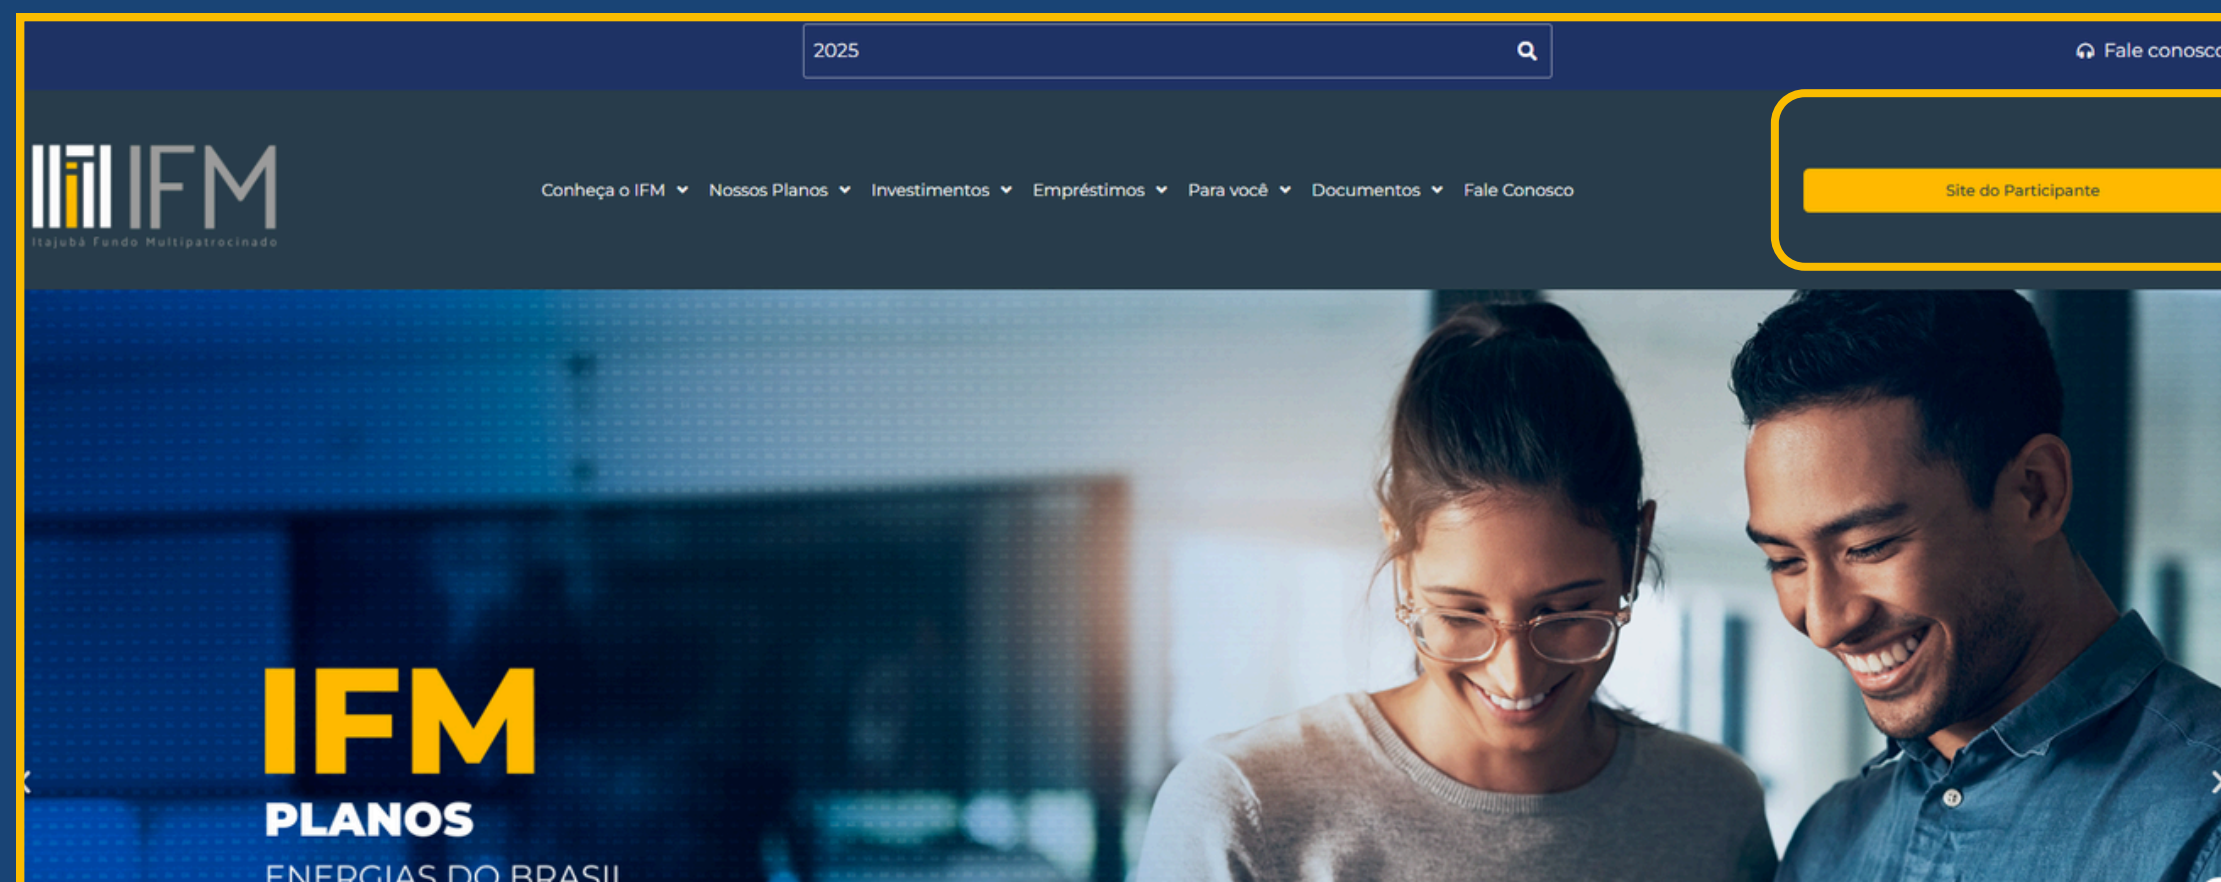 2025
Fale conosco
IFM
Itajubá Fundo Multipatrocinado
Conheça o IFM Nossos Planos Investimentos Empréstimos Para você Documentos Fale Conosco
Site do Participante
IFM
PLANOS
ENERGIAS DO BRASIL